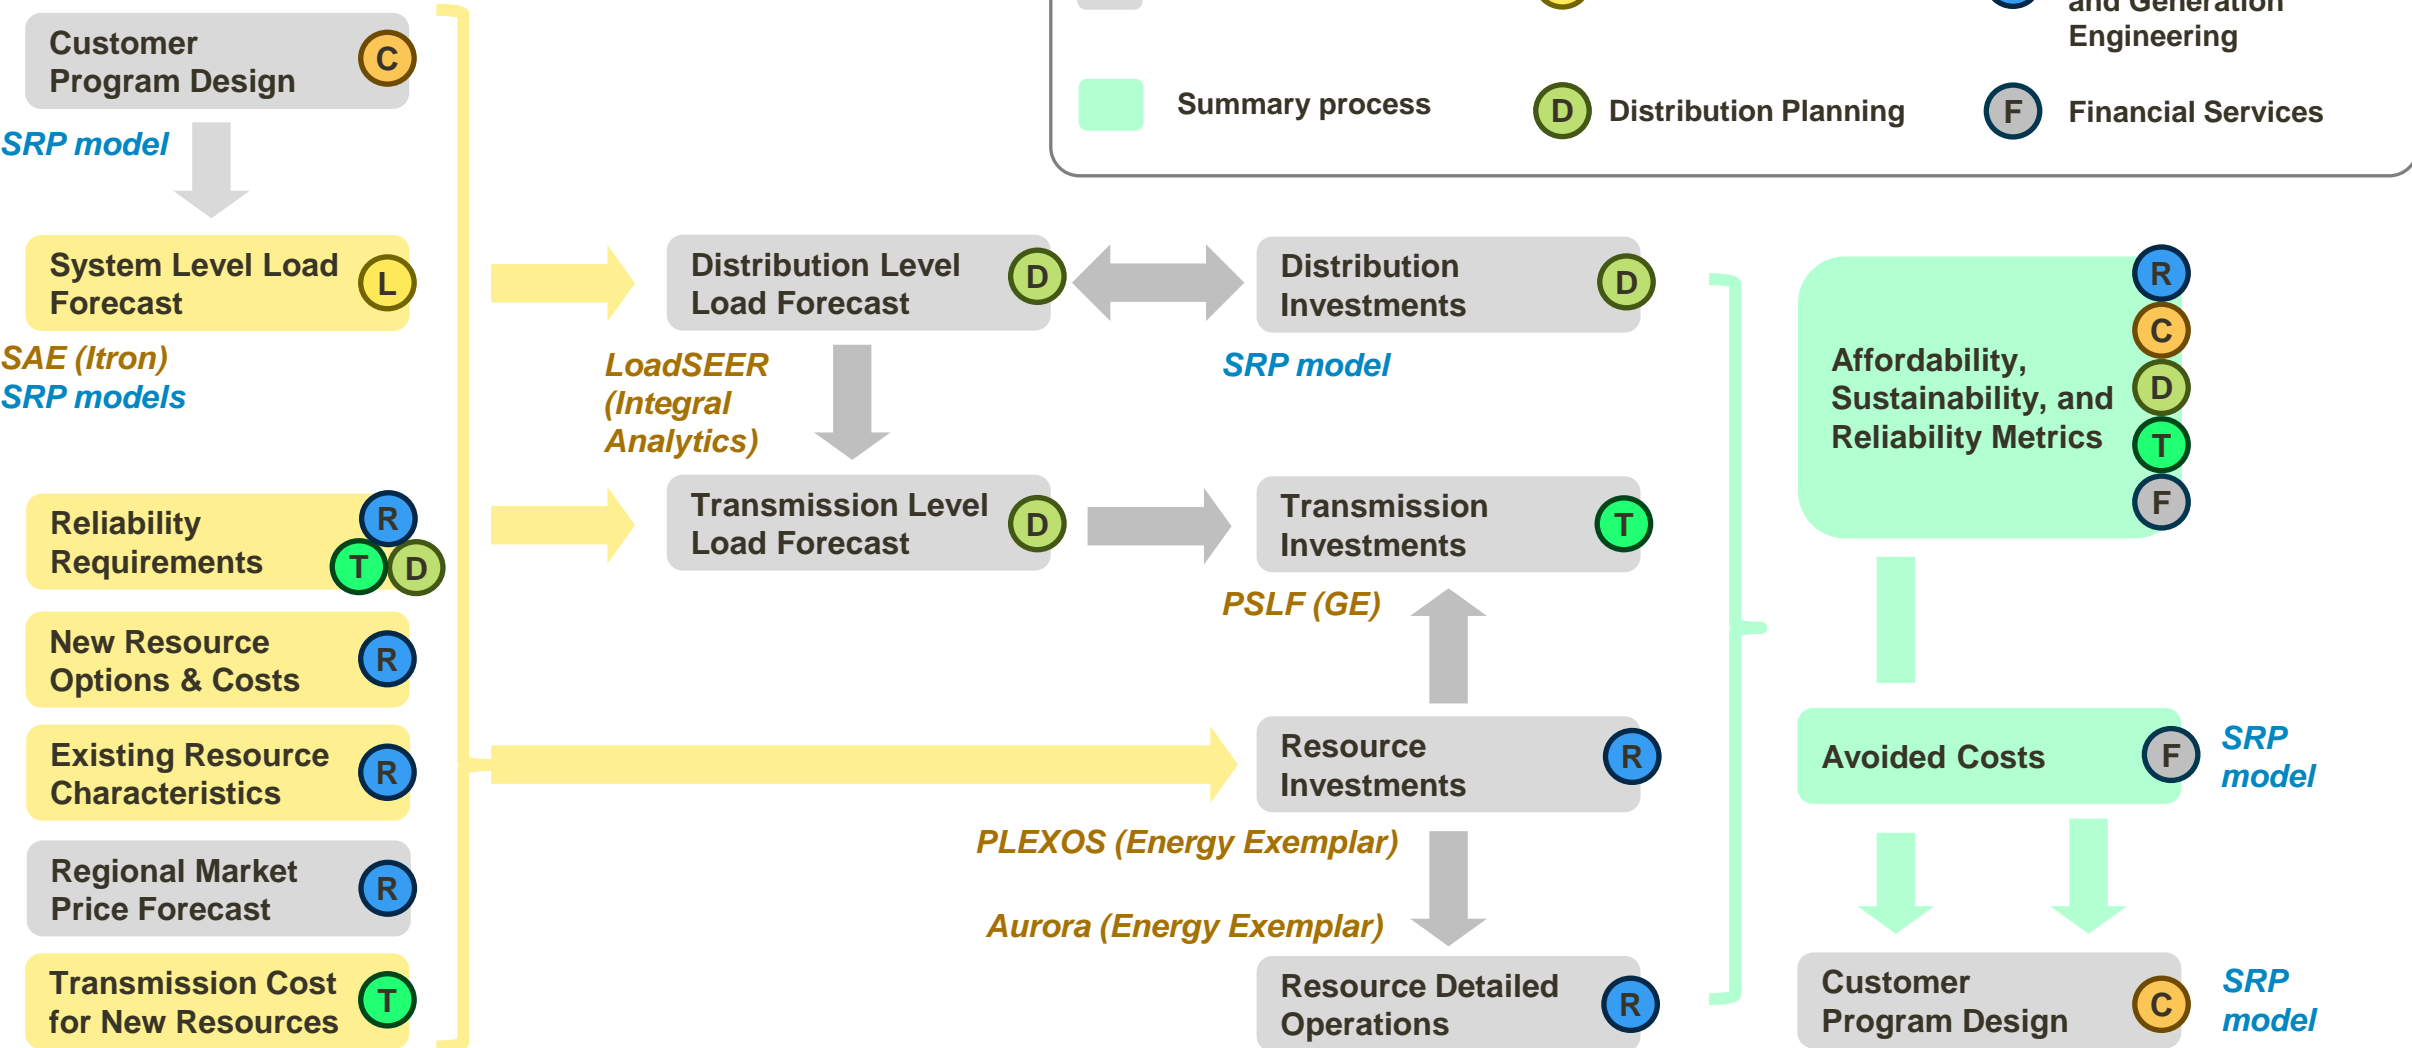 and Generation
Engineering
Summary process
D
Distribution Planning
F
Financial Services
Customer
Program Design
C
SRP model
System Level Load
Forecast
L
SAE (Itron)
SRP models
Reliability
Requirements
R
T
D
New Resource
Options & Costs
R
Existing Resource
Characteristics
R
Regional Market
Price Forecast
R
Transmission Cost
for New Resources
T
Distribution Level
Load Forecast
D
LoadSEER
(Integral
Analytics)
Transmission Level
Load Forecast
D
Distribution
Investments
D
SRP model
Transmission
Investments
T
PSLF (GE)
Resource
Investments
R
PLEXOS (Energy Exemplar)
Aurora (Energy Exemplar)
Resource Detailed
Operations
R
Affordability,
Sustainability, and
Reliability Metrics
R
C
D
T
F
Avoided Costs
F
SRP
model
Customer
Program Design
C
SRP
model